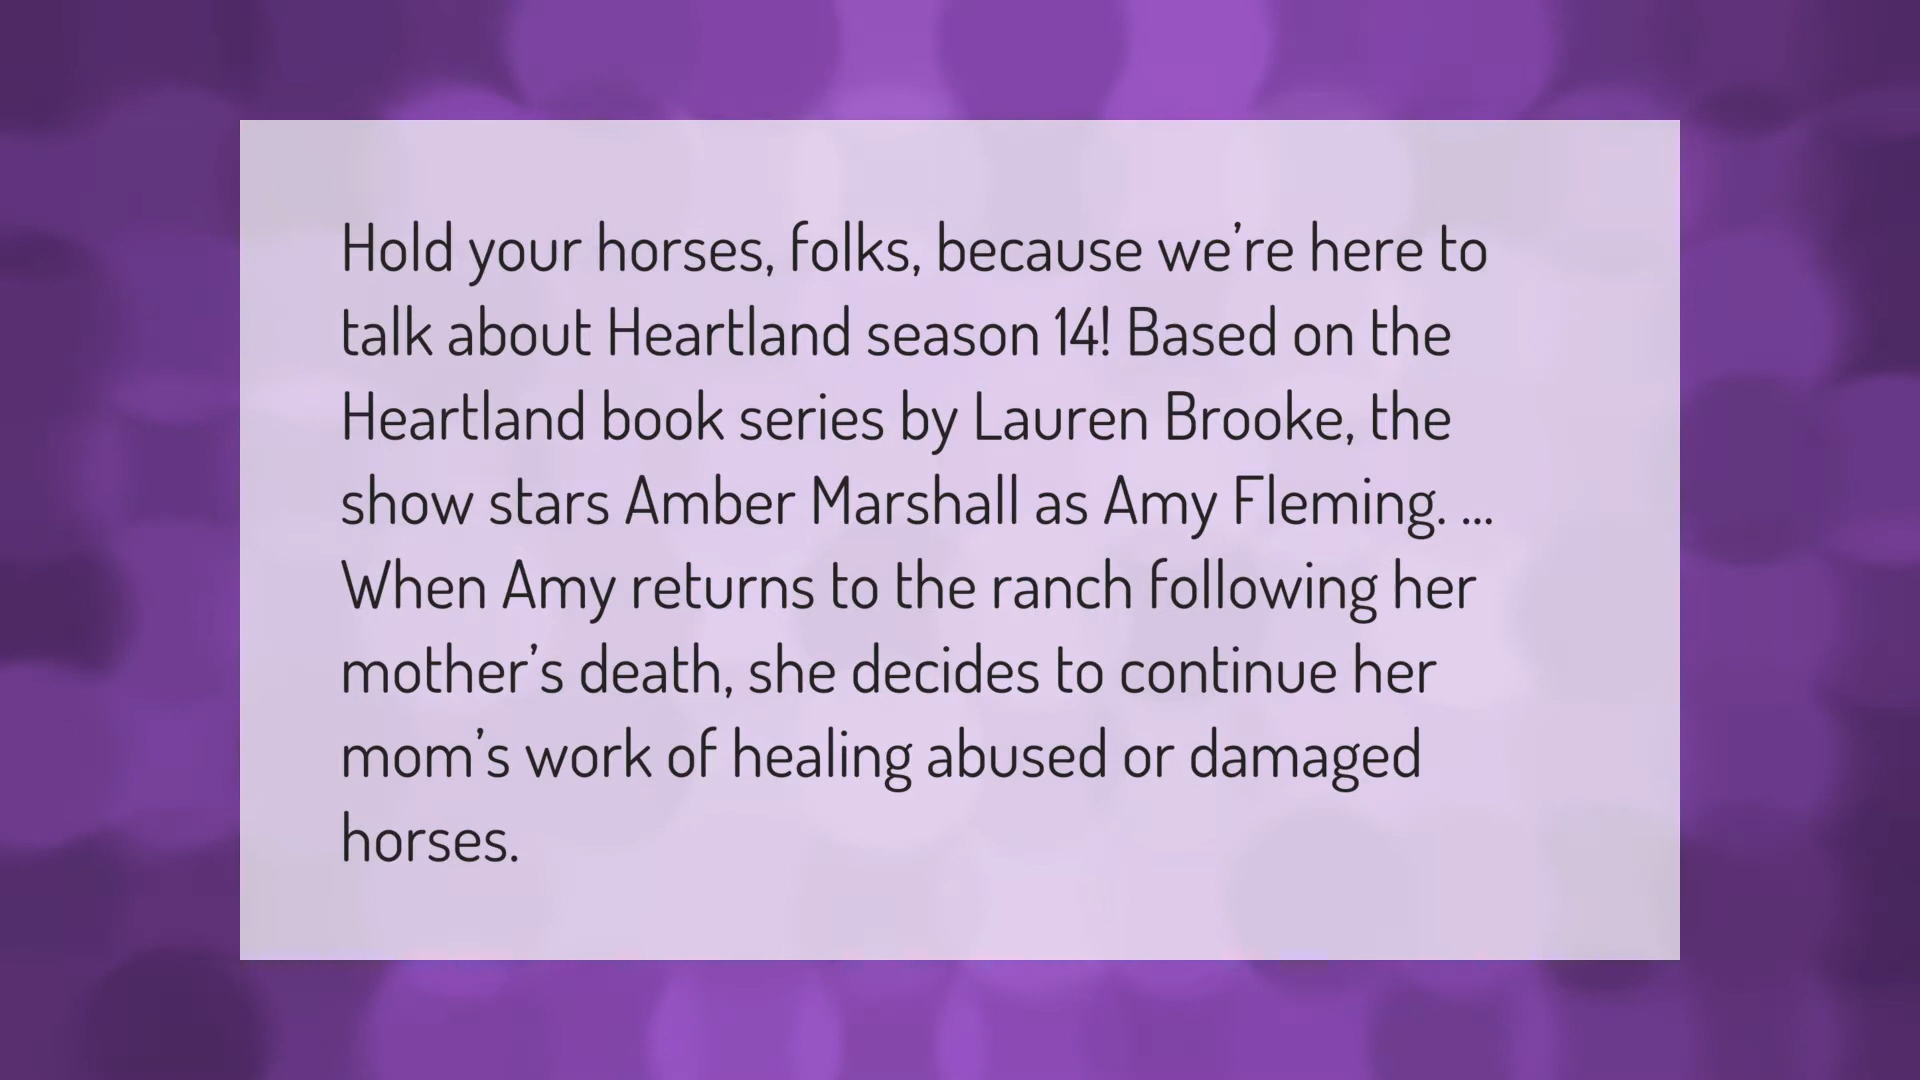 Hold your horses, folks, because we’re here to
talk about Heartland season 14! Based on the
Heartland book series by Lauren Brooke, the
show stars Amber Marshall as Amy Fleming. ...
When Amy returns to the ranch following her
mother’s death, she decides to continue her
mom’s work of healing abused or damaged
horses.